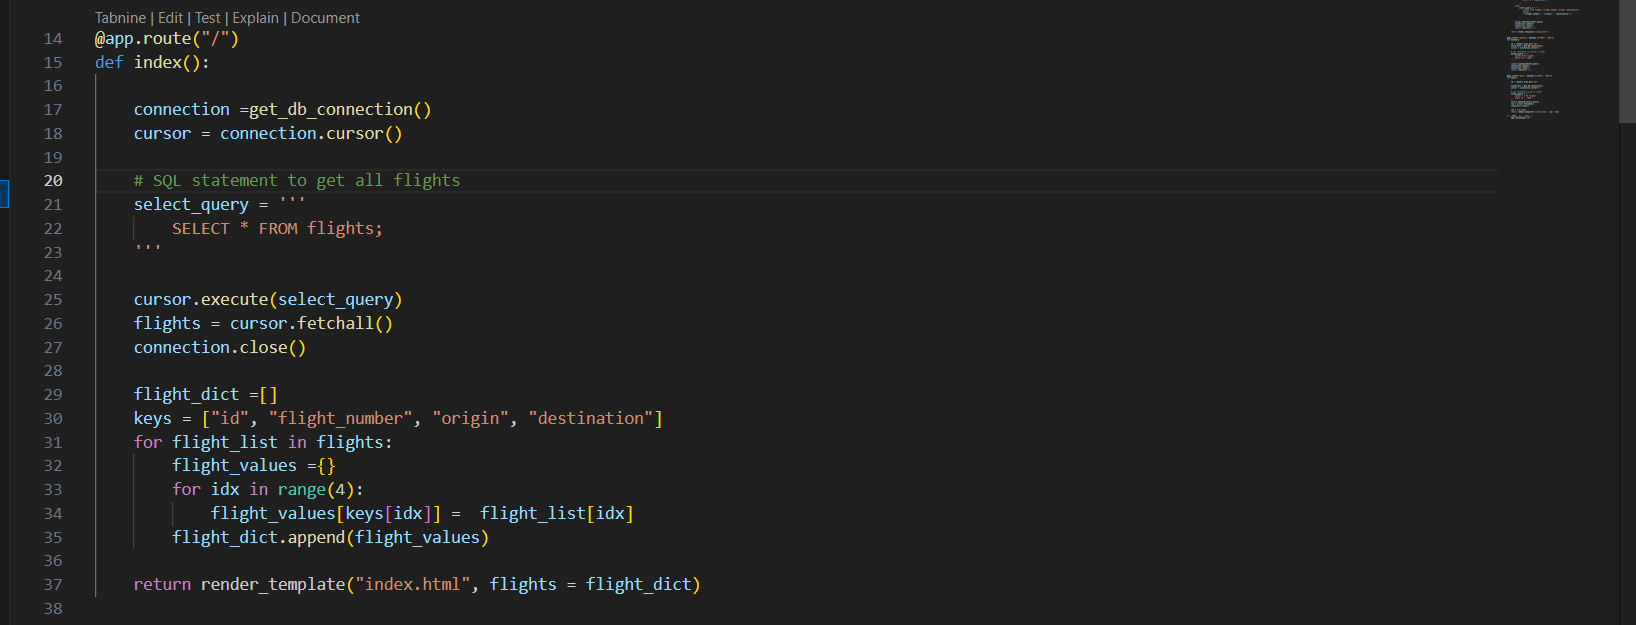 Tabnine | Edit | Test | Explain | Document
14 @app.route("/")
15 def index():
16
17     connection =get_db_connection()
18     cursor = connection.cursor()
19
20     # SQL statement to get all flights
21     select_query = '''
22         SELECT * FROM flights;
23     '''
24
25     cursor.execute(select_query)
26     flights = cursor.fetchall()
27     connection.close()
28
29     flight_dict =[]
30     keys = ["id", "flight_number", "origin", "destination"]
31     for flight_list in flights:
32         flight_values ={}
33         for idx in range(4):
34             flight_values[keys[idx]] =  flight_list[idx]
35         flight_dict.append(flight_values)
36
37     return render_template("index.html", flights = flight_dict)
38